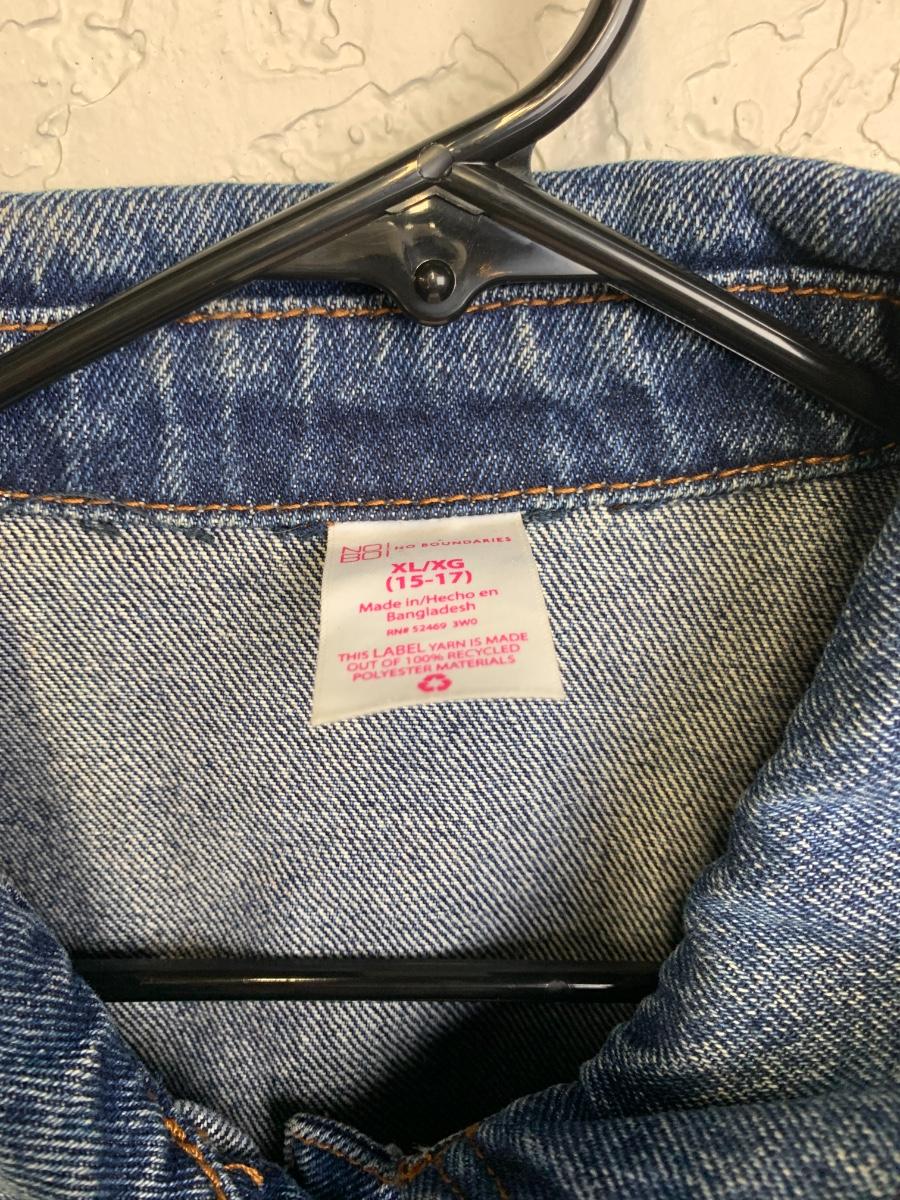 NO
BO | NO BOUNDARIES
XL/XG
(15-17)
Made in/Hecho en
Bangladesh
RN# 52469 3W0
THIS LABEL YARN IS MADE
OUT OF 100% RECYCLED
POLYESTER MATERIALS